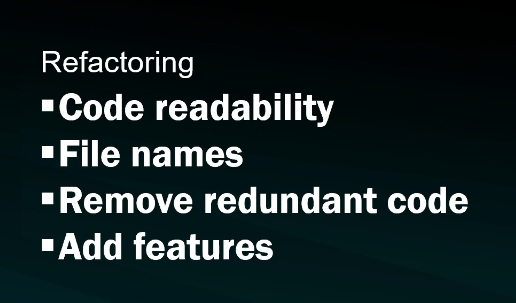 Refactoring
▪Code readability
▪File names
▪Remove redundant code
▪Add features